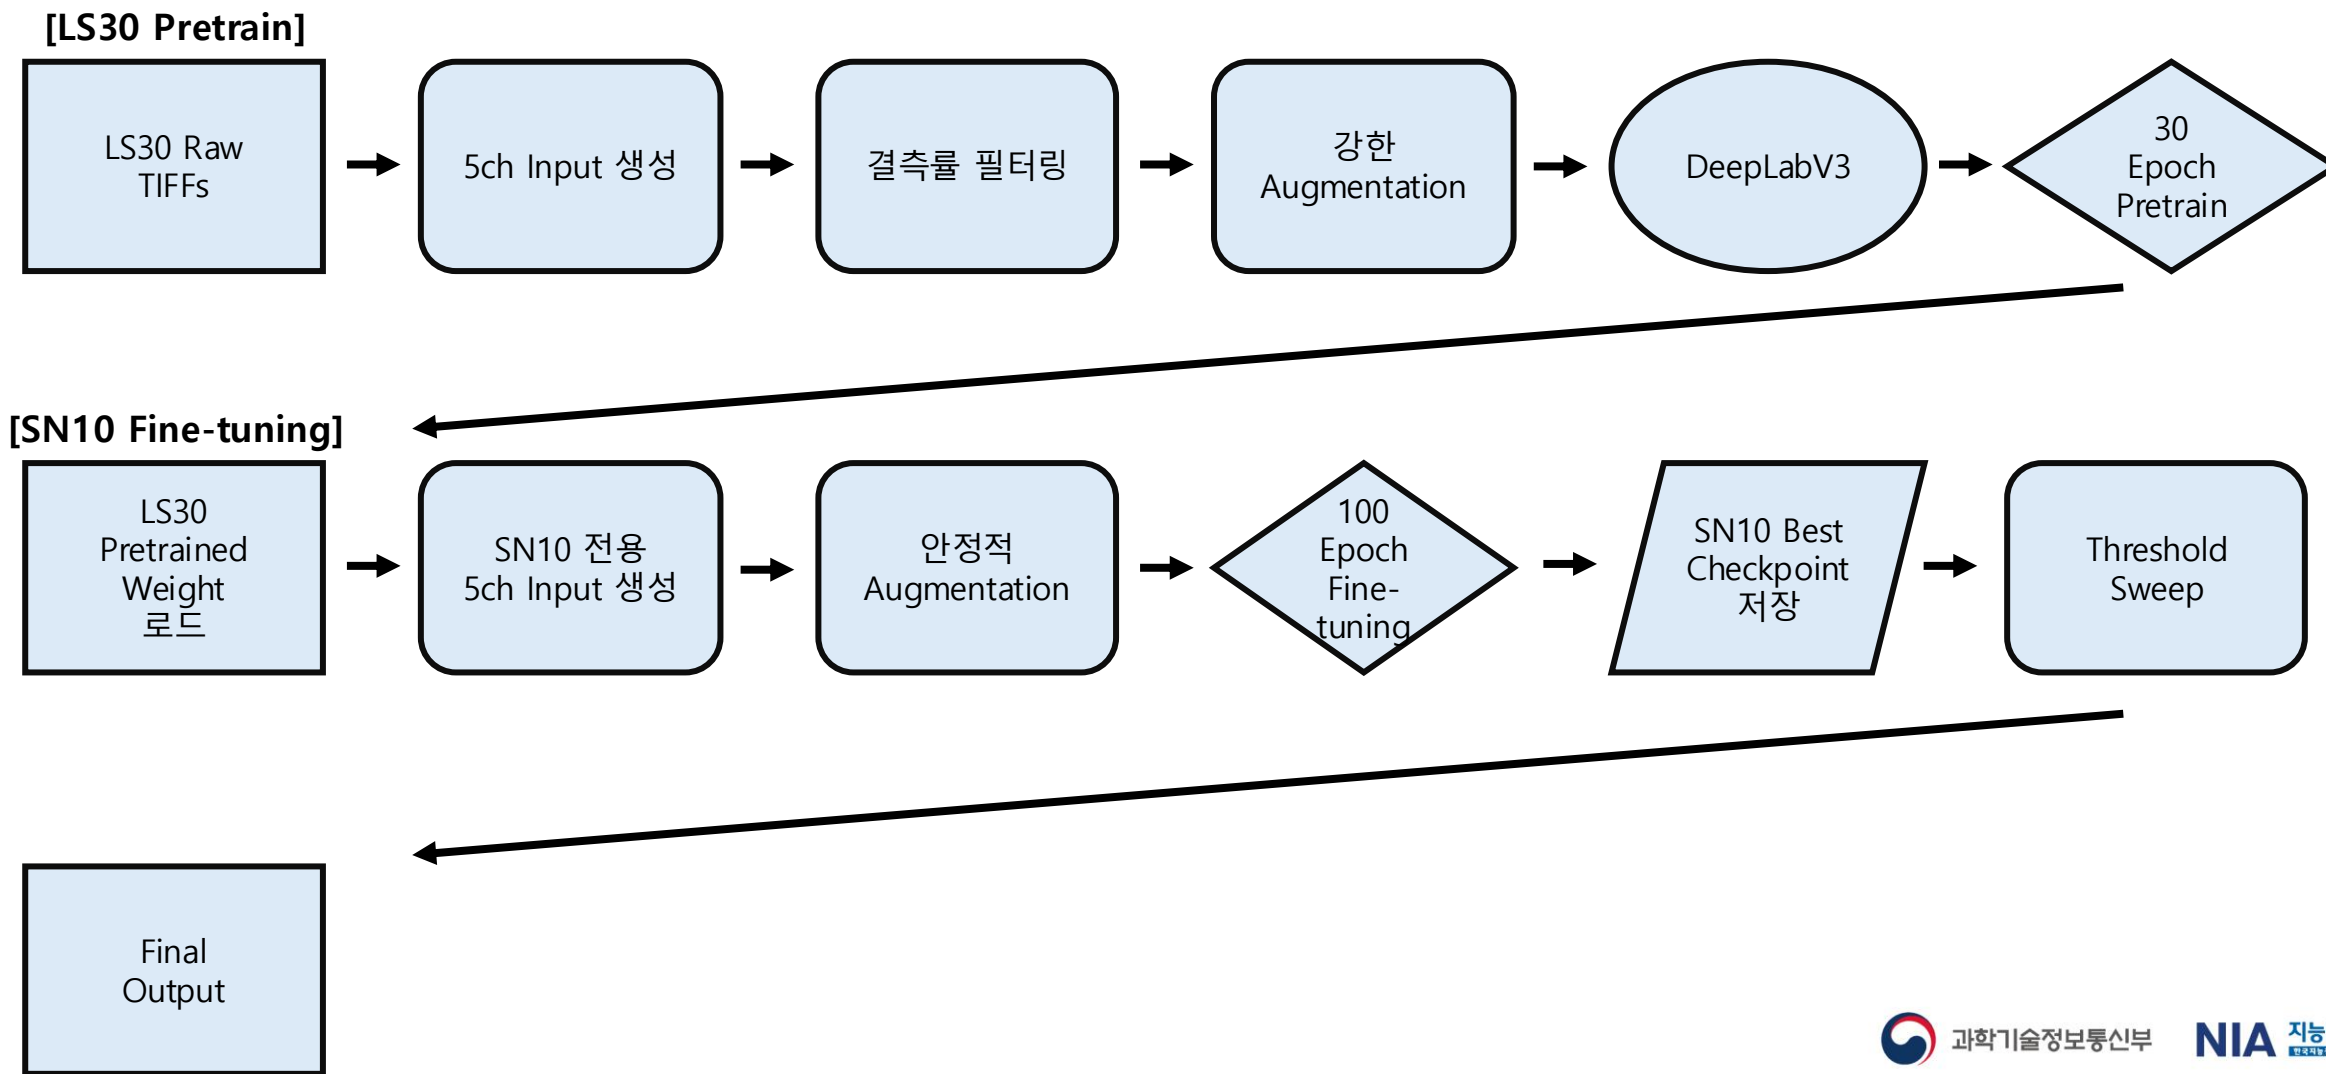 [LS30 Pretrain]
LS30 Raw
TIFFs
5ch Input 생성
결측률 필터링
강한
Augmentation
DeepLabV3
30
Epoch
Pretrain
[SN10 Fine-tuning]
LS30
Pretrained
Weight
로드
SN10 전용
5ch Input 생성
안정적
Augmentation
100
Epoch
Fine-
tuning
SN10 Best
Checkpoint
저장
Threshold
Sweep
Final
Output
과학기술정보통신부
NIA 지능